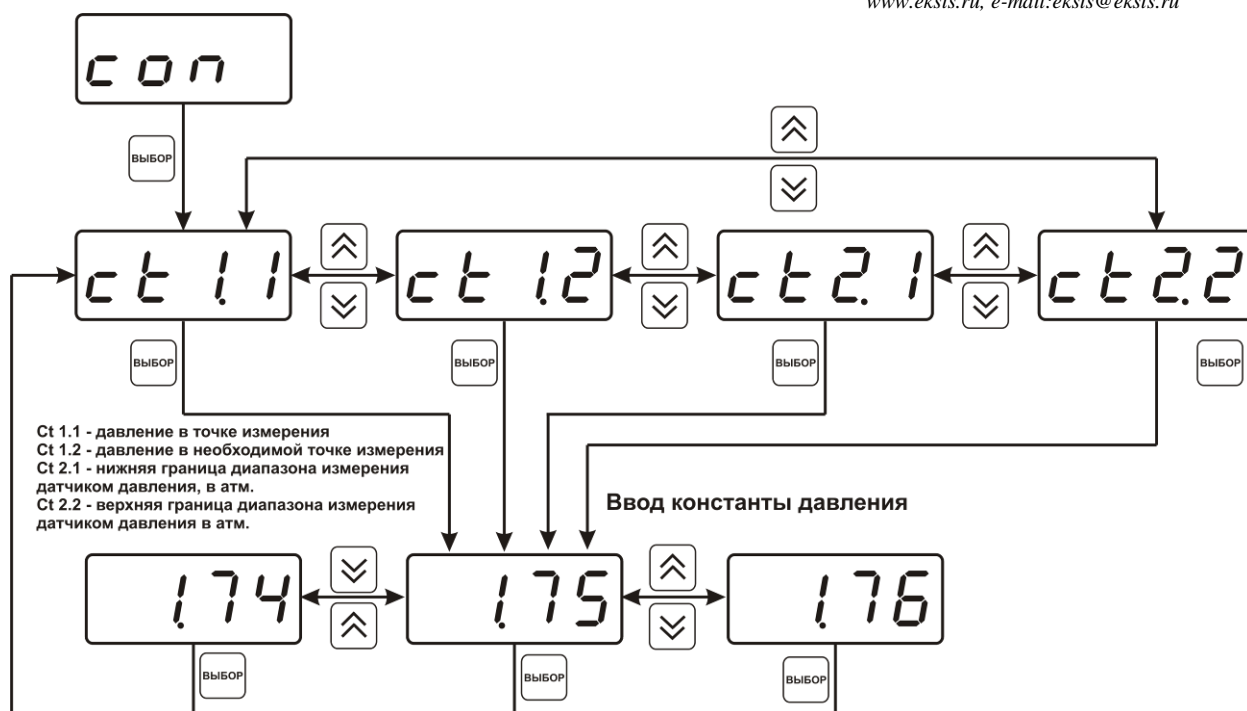 www.eksis.ru, e-mail:eksis@eksis.ru
con
ВЫБОР
ct 1.1
ct 1.2
ct 2.1
ct 2.2
ВЫБОР
ВЫБОР
ВЫБОР
ВЫБОР
Ct 1.1 - давление в точке измерения
Ct 1.2 - давление в необходимой точке измерения
Ct 2.1 - нижняя граница диапазона измерения
датчиком давления, в атм.
Ct 2.2 - верхняя граница диапазона измерения
датчиком давления в атм.
Ввод константы давления
1.74
1.75
1.76
ВЫБОР
ВЫБОР
ВЫБОР